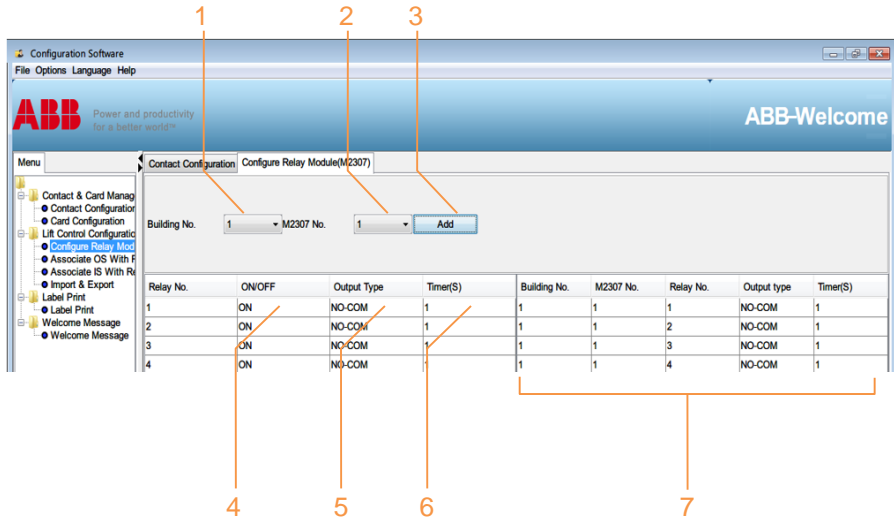 1 2 3
Configuration Software
File Options Language Help
ABB Power and productivity
for a better world™
ABB-Welcome
Menu Contact Configuration Configure Relay Module(M2307)
Contact & Card Manag
Contact Configuration
Card Configuration
Lift Control Configuratio
Configure Relay Mod
Associate OS With F
Associate IS With Re
Import & Export
Label Print
Label Print
Welcome Message
Welcome Message
Building No. 1 M2307 No. 1 Add
Relay No. ON/OFF Output Type Timer(S) Building No. M2307 No. Relay No. Output type Timer(S)
1 ON NO-COM 1 1 1 1 NO-COM 1
2 ON NO-COM 1 1 1 2 NO-COM 1
3 ON NO-COM 1 1 1 3 NO-COM 1
4 ON NO-COM 1 1 1 4 NO-COM 1
4 5 6 7